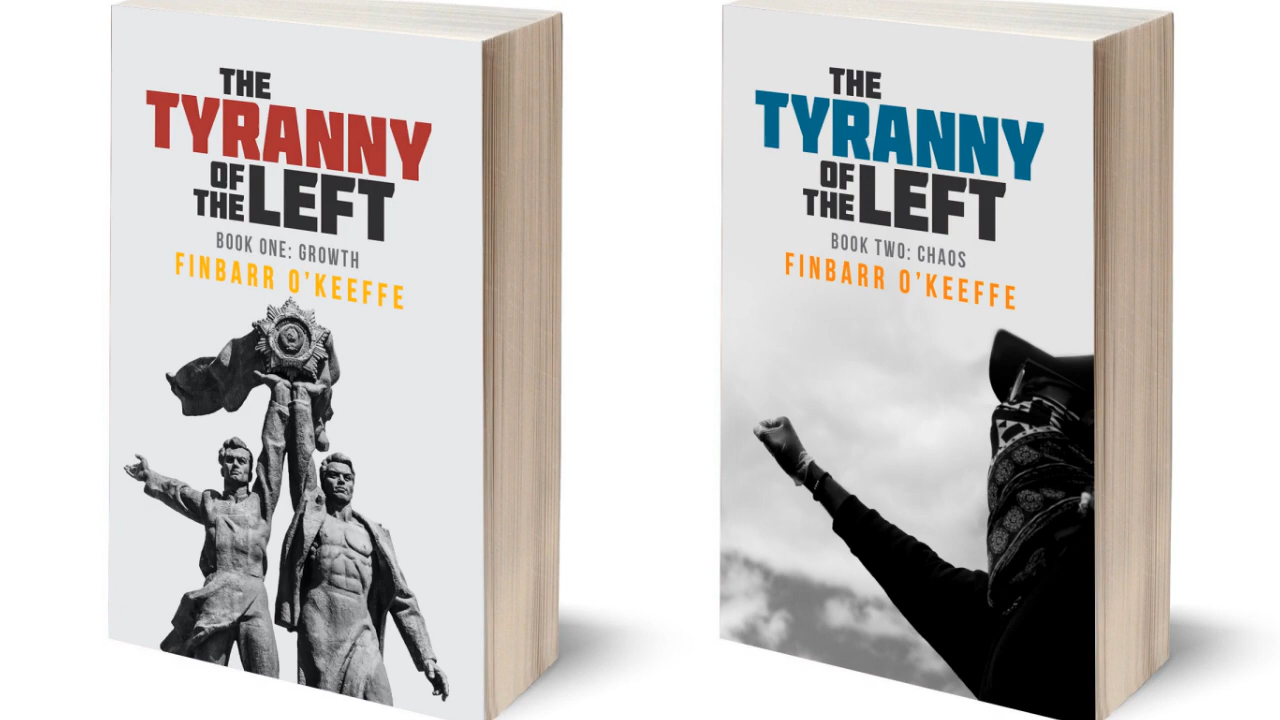 THE
TYRANNY
OF
THE LEFT
BOOK ONE: GROWTH
FINBARR O'KEEFFE
THE
TYRANNY
OF
THE LEFT
BOOK TWO: CHAOS
FINBARR O'KEEFFE